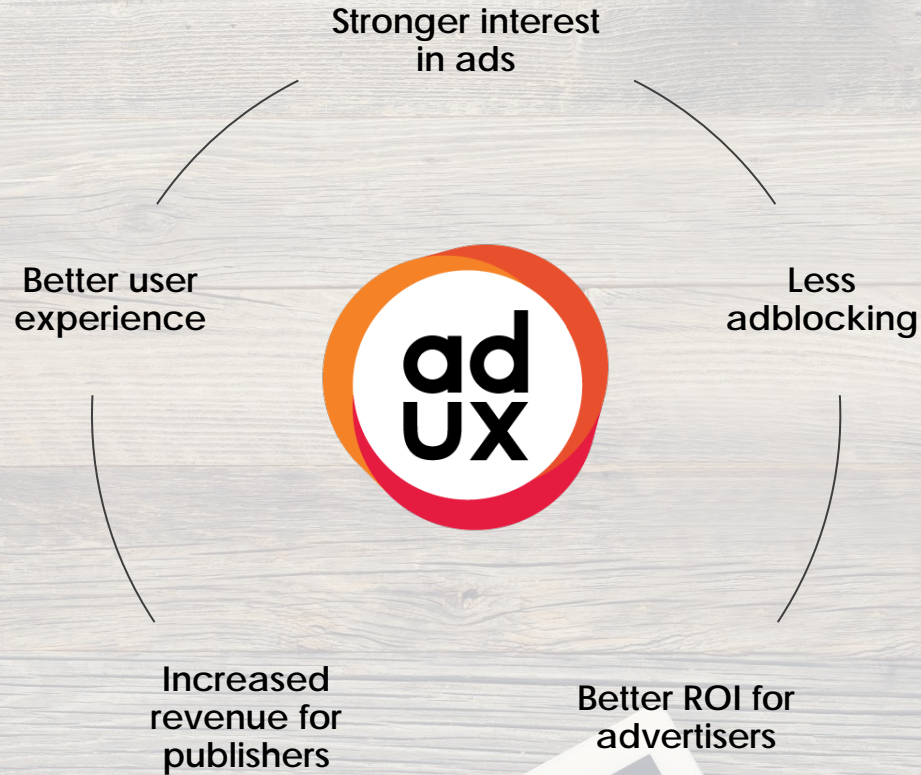 Stronger interest
in ads
Better user
experience
Less
adblocking
ad
ux
Increased
revenue for
publishers
Better ROI for
advertisers